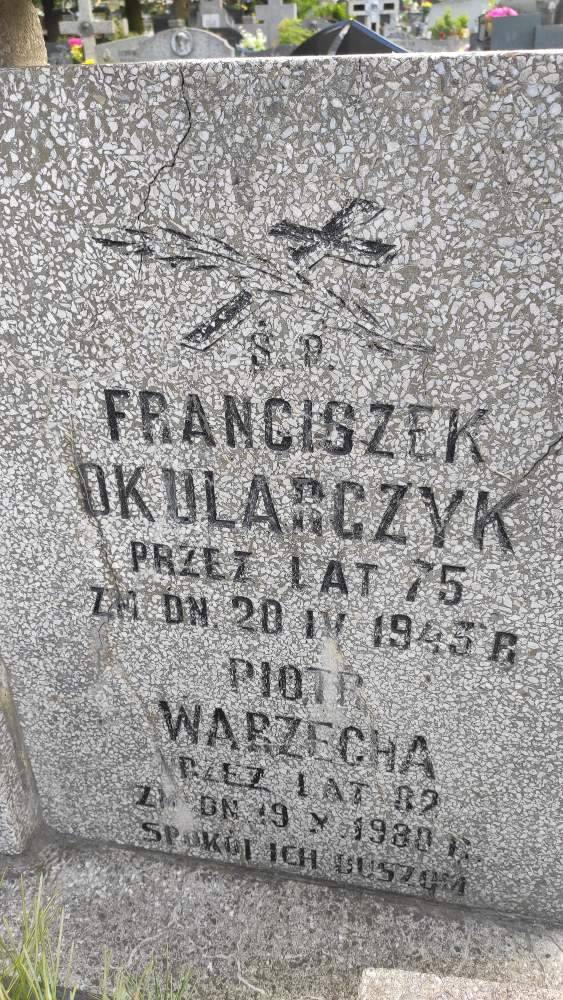 Ś. P.
FRANCISZEK
OKULARCZYK
PRZEZ LAT 75
ZM DN. 20 IV 1943 R
PIOTR
WARZECHA
PRZEZ LAT 82
ZM DN 19 X 1980 R.
SPOKÓJ ICH DUSZOM